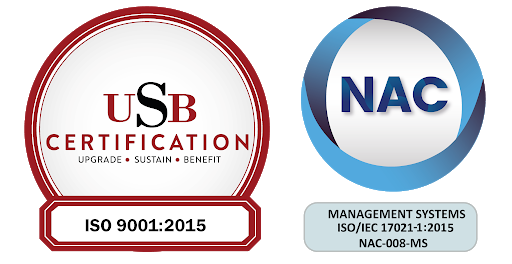 USB
CERTIFICATION
UPGRADE • SUSTAIN • BENEFIT
ISO 9001:2015
NAC
MANAGEMENT SYSTEMS
ISO/IEC 17021-1:2015
NAC-008-MS